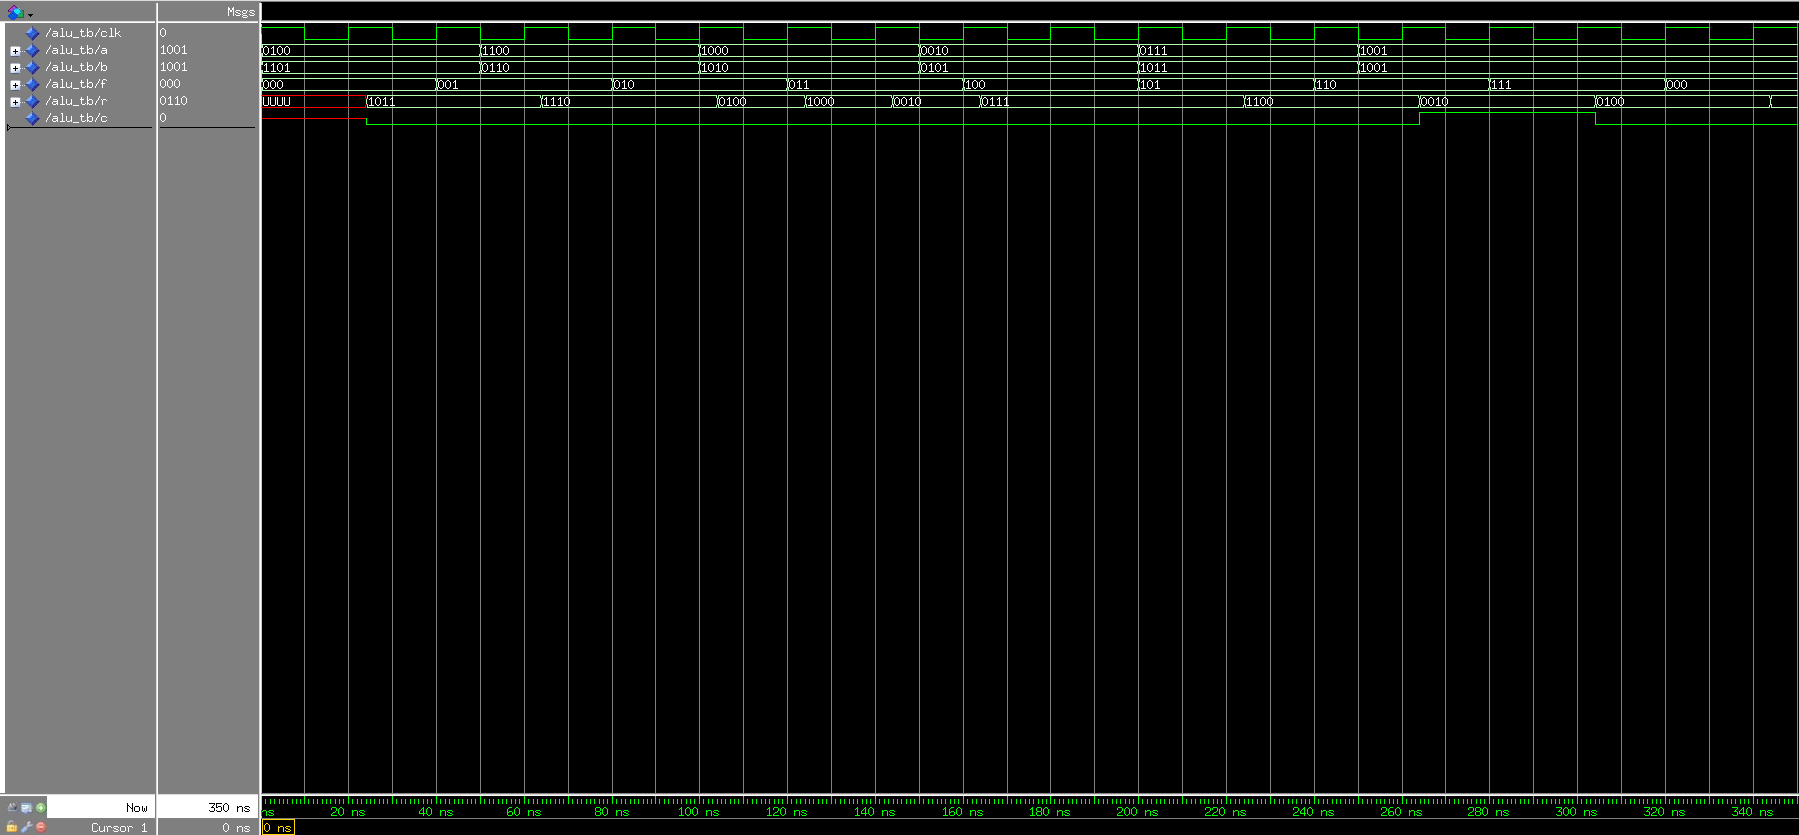 Msgs
/alu_tb/clk 0
/alu_tb/a 1001 0100 1100 1000 0010 0111 1001
/alu_tb/b 1001 1101 0110 1010 0101 1011 1001
/alu_tb/f 000 000 001 010 011 100 101 110 111 000
/alu_tb/r 0110 UUUU 1011 1110 0100 1000 0010 0111 1100 0010 0100
/alu_tb/c 0
Now 350 ns ns 20 ns 40 ns 60 ns 80 ns 100 ns 120 ns 140 ns 160 ns 180 ns 200 ns 220 ns 240 ns 260 ns 280 ns 300 ns 320 ns 340 ns
Cursor 1 0 ns 0 ns